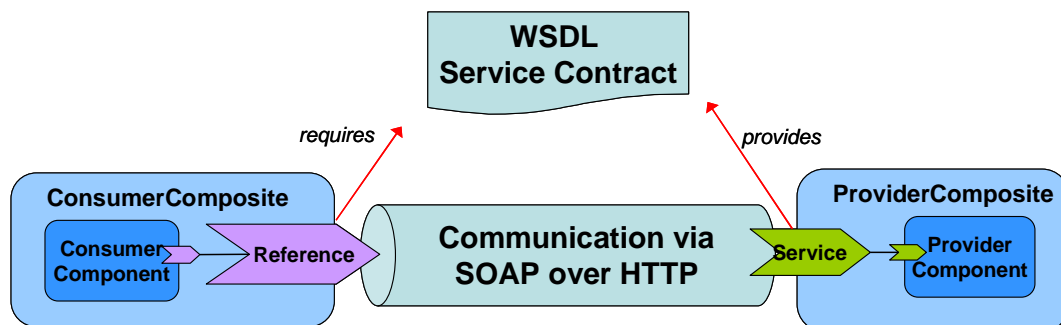 WSDL
Service Contract
requires
provides
ConsumerComposite
Consumer
Component
Reference
Communication via
SOAP over HTTP
ProviderComposite
Service
Provider
Component